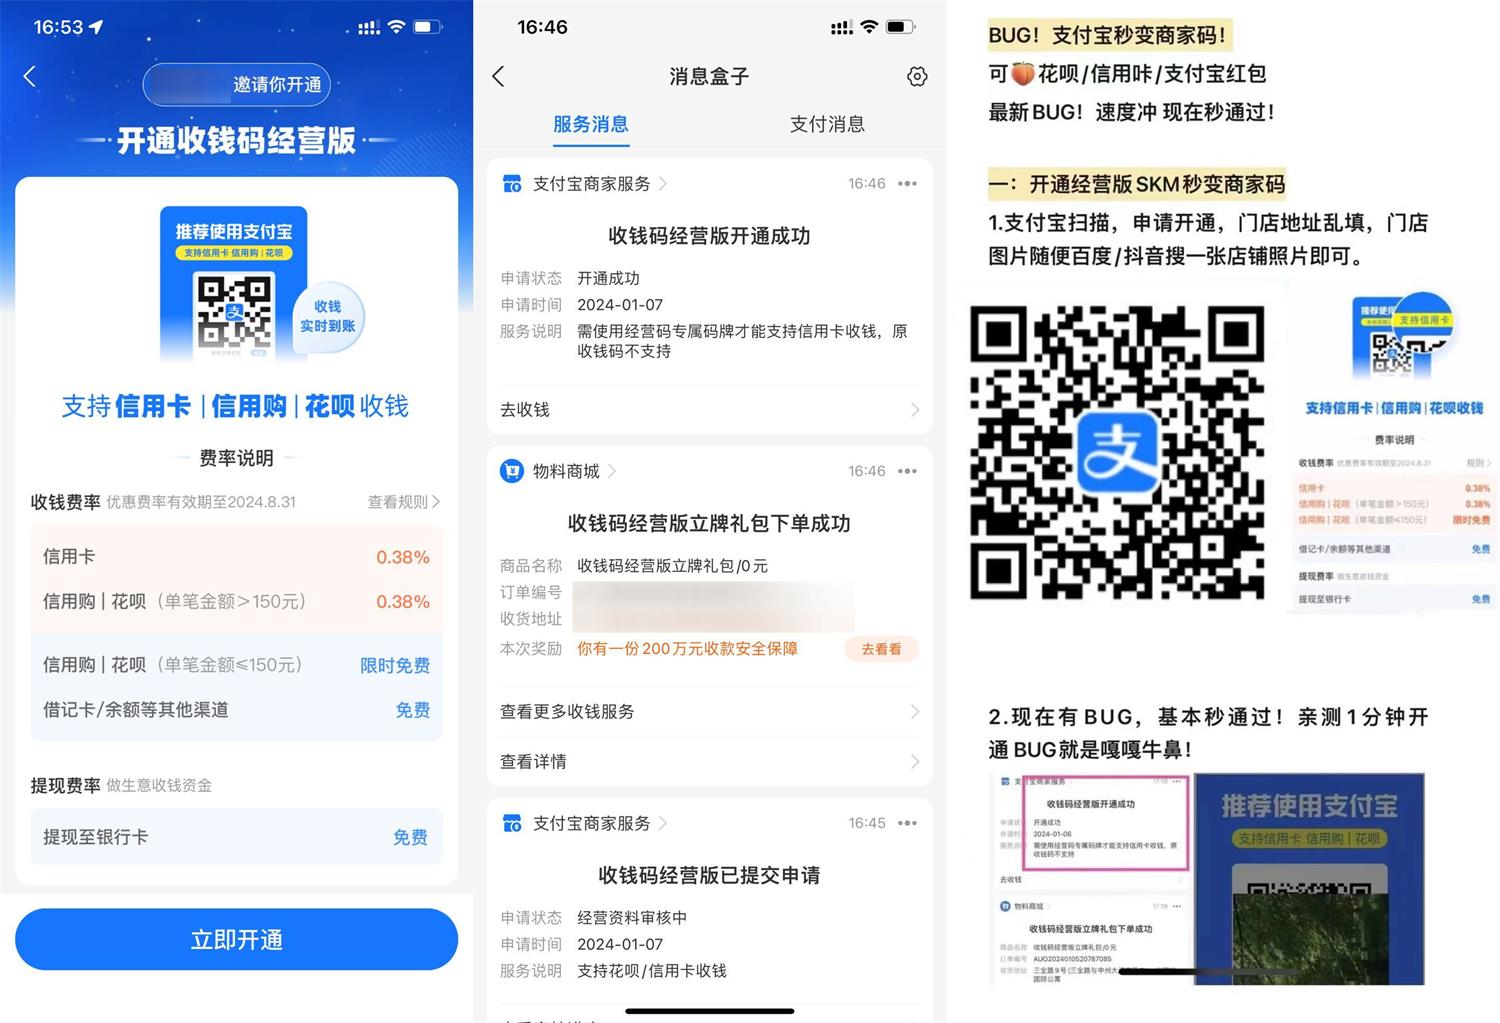 16:53
邀请你开通
开通收钱码经营版
推荐使用支付宝
支持信用卡 信用购 | 花呗
支
收钱
实时到账
支持 信用卡 | 信用购 | 花呗 收钱
费率说明
收钱费率 优惠费率有效期至2024.8.31 查看规则
信用卡 0.38%
信用购 | 花呗（单笔金额＞150元） 0.38%
信用购 | 花呗（单笔金额≤150元） 限时免费
借记卡/余额等其他渠道 免费
提现费率 做生意收钱资金
提现至银行卡 免费
立即开通
16:46
消息盒子
服务消息 支付消息
支付宝商家服务 16:46
收钱码经营版开通成功
申请状态 开通成功
申请时间 2024-01-07
服务说明 需使用经营码专属码牌才能支持信用卡收钱，原
收钱码不支持
去收钱
物料商城 16:46
收钱码经营版立牌礼包下单成功
商品名称 收钱码经营版立牌礼包/0元
订单编号
收货地址
本次奖励 你有一份200万元收款安全保障 去看看
查看更多收钱服务
查看详情
支付宝商家服务 16:45
收钱码经营版已提交申请
申请状态 经营资料审核中
申请时间 2024-01-07
服务说明 支持花呗/信用卡收钱
BUG！支付宝秒变商家码！
可🍑花呗/信用咔/支付宝红包
最新BUG！速度冲 现在秒通过！
一：开通经营版SKM秒变商家码
1.支付宝扫描，申请开通，门店地址乱填，门店
图片随便百度/抖音搜一张店铺照片即可。
支
支持信用卡
支持信用卡 | 信用购 | 花呗收钱
费率说明
收钱费率 优惠费率有效期至2024.8.31 规则
信用卡 0.38%
信用购 | 花呗（单笔金额＞150元） 0.38%
信用购 | 花呗（单笔金额≤150元） 限时免费
借记卡/余额等其他渠道 免费
提现费率 做生意收钱资金
提现至银行卡 免费
2.现在有BUG，基本秒通过！亲测1分钟开
通BUG就是嘎嘎牛鼻！
支付宝商家服务 17:19
收钱码经营版开通成功
开通成功
2024-01-06
需使用经营码专属码牌才能支持信用卡收钱，原
收钱码不支持
去收钱
物料商城 17:19
收钱码经营版立牌礼包下单成功
商品名称 收钱码经营版立牌礼包/0元
订单编号 AUO2024010520787085
收货地址 三全路9号(三全路与中州大
国际公寓
推荐使用支付宝
支持信用卡 信用购 | 花呗